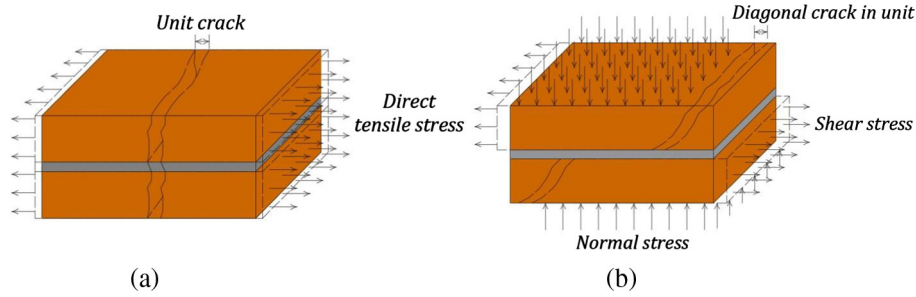 Unit crack
Direct
tensile stress
(a)
Diagonal crack in unit
Shear stress
Normal stress
(b)